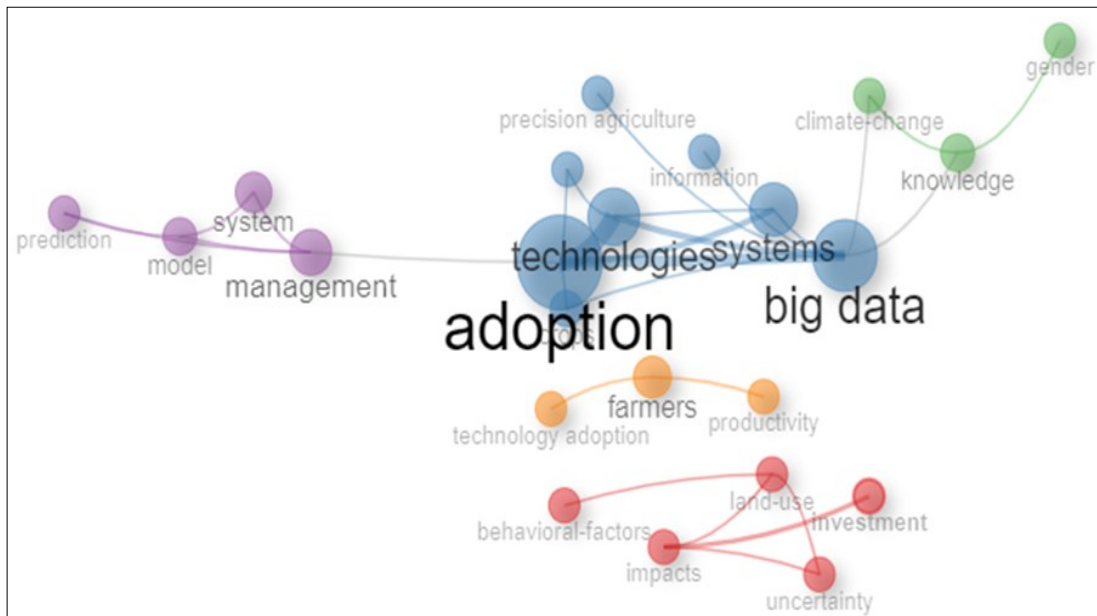 gender
precision agriculture
climate-change
information
knowledge
system
prediction
model
technologies
systems
management
big data
adoption
crops
farmers
technology adoption
productivity
land-use
investment
behavioral-factors
impacts
uncertainty